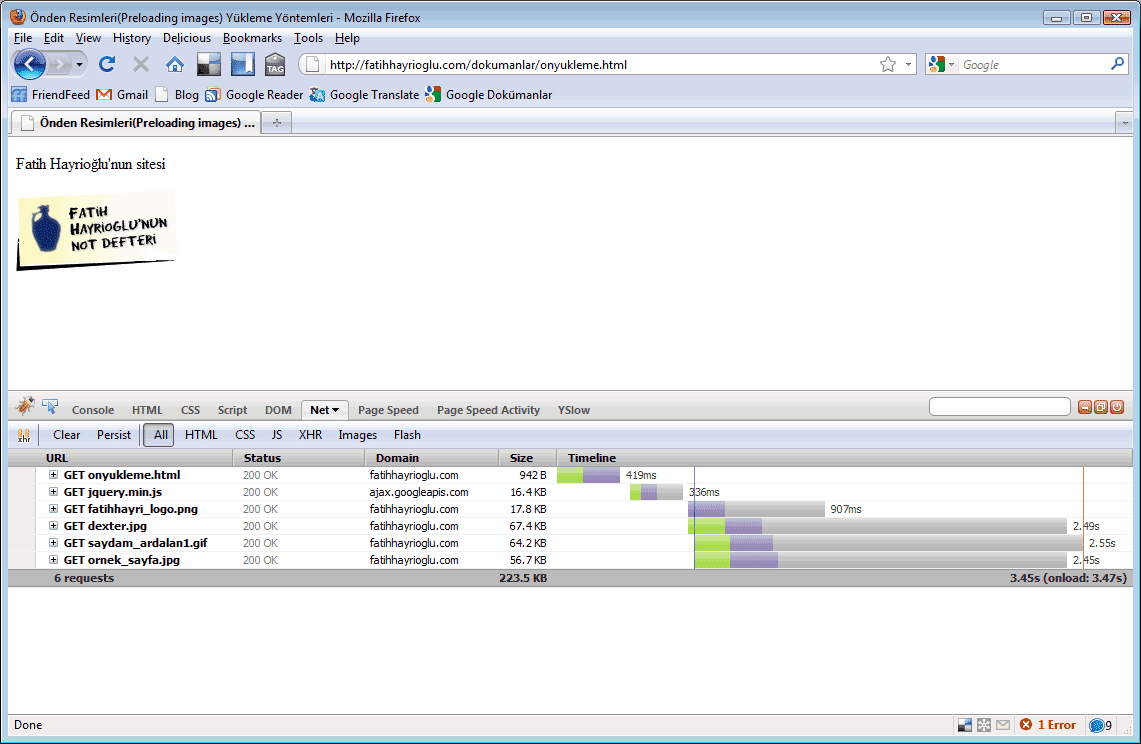 Önden Resimleri(Preloading images) Yükleme Yöntemleri - Mozilla Firefox
File Edit View History Delicious Bookmarks Tools Help
TAG http://fatihhayrioglu.com/dokumanlar/onyukleme.html Google
FriendFeed Gmail Blog Google Reader Google Translate Google Dokümanlar
Önden Resimleri(Preloading images) ...
Fatih Hayrioğlu'nun sitesi
FATiH
HAYRiOGLU'NUN
NOT DEFTERi
Console HTML CSS Script DOM Net Page Speed Page Speed Activity YSlow
xhr Clear Persist All HTML CSS JS XHR Images Flash
URL Status Domain Size Timeline
GET onyukleme.html 200 OK fatihhayrioglu.com 942 B 419ms
GET jquery.min.js 200 OK ajax.googleapis.com 16.4 KB 336ms
GET fatihhayri_logo.png 200 OK fatihhayrioglu.com 17.8 KB 907ms
GET dexter.jpg 200 OK fatihhayrioglu.com 67.4 KB 2.49s
GET saydam_ardalan1.gif 200 OK fatihhayrioglu.com 64.2 KB 2.55s
GET ornek_sayfa.jpg 200 OK fatihhayrioglu.com 56.7 KB 2.45s
6 requests 223.5 KB 3.45s (onload: 3.47s)
Done 1 Error 9